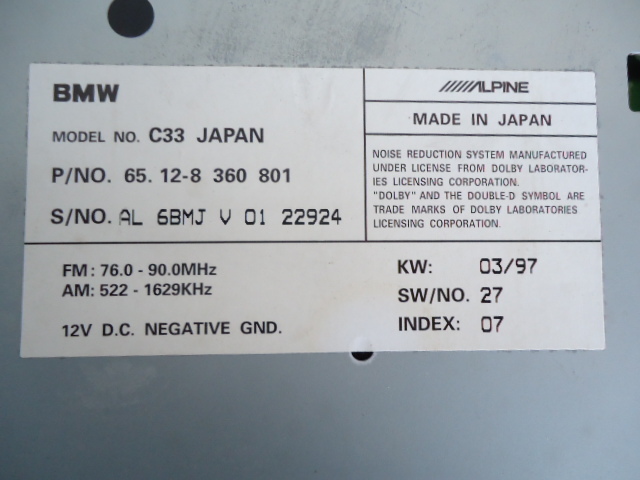 BMW
MODEL NO. C33 JAPAN
P/NO. 65. 12-8 360 801
S/NO. AL 6BMJ V 01 22924
ALPINE
MADE IN JAPAN
NOISE REDUCTION SYSTEM MANUFACTURED
UNDER LICENSE FROM DOLBY LABORATOR-
IES LICENSING CORPORATION.
"DOLBY" AND THE DOUBLE-D SYMBOL ARE
TRADE MARKS OF DOLBY LABORATORIES
LICENSING CORPORATION.
FM : 76.0 - 90.0MHz
AM: 522 - 1629KHz
12V D.C. NEGATIVE GND.
KW: 03/97
SW/NO. 27
INDEX: 07